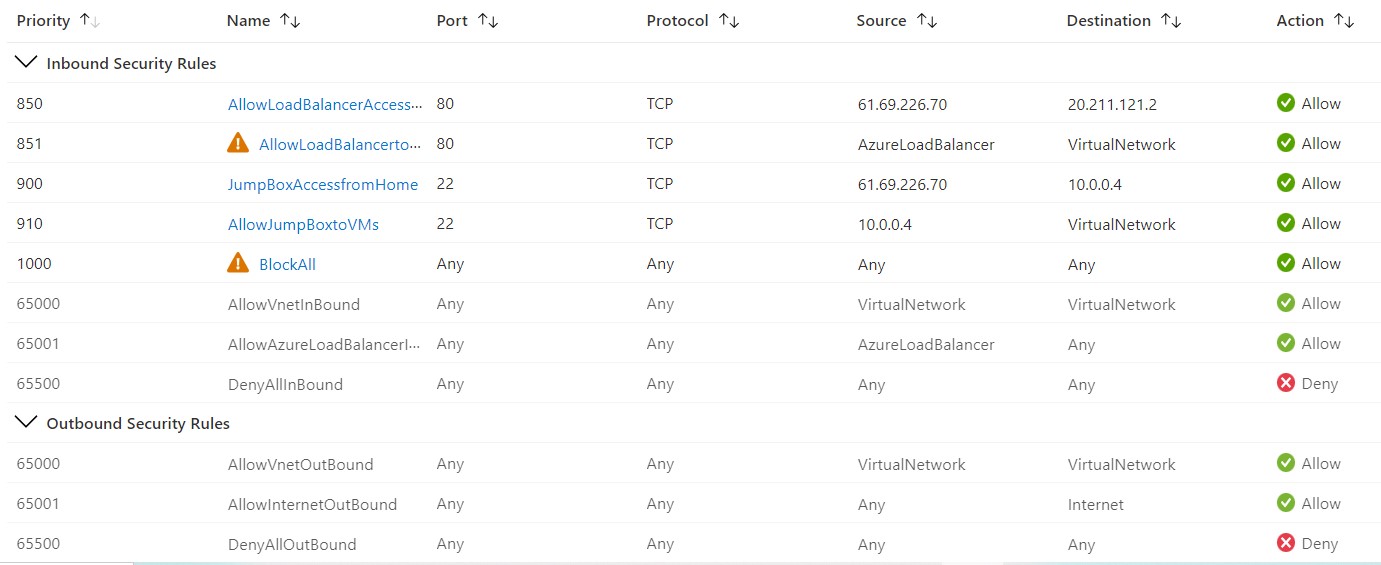 Priority Name Port Protocol Source Destination Action
Inbound Security Rules
850 AllowLoadBalancerAccess... 80 TCP 61.69.226.70 20.211.121.2 Allow
851 AllowLoadBalancerto... 80 TCP AzureLoadBalancer VirtualNetwork Allow
900 JumpBoxAccessfromHome 22 TCP 61.69.226.70 10.0.0.4 Allow
910 AllowJumpBoxtoVMs 22 TCP 10.0.0.4 VirtualNetwork Allow
1000 BlockAll Any Any Any Any Allow
65000 AllowVnetInBound Any Any VirtualNetwork VirtualNetwork Allow
65001 AllowAzureLoadBalancerI... Any Any AzureLoadBalancer Any Allow
65500 DenyAllInBound Any Any Any Any Deny
Outbound Security Rules
65000 AllowVnetOutBound Any Any VirtualNetwork VirtualNetwork Allow
65001 AllowInternetOutBound Any Any Any Internet Allow
65500 DenyAllOutBound Any Any Any Any Deny